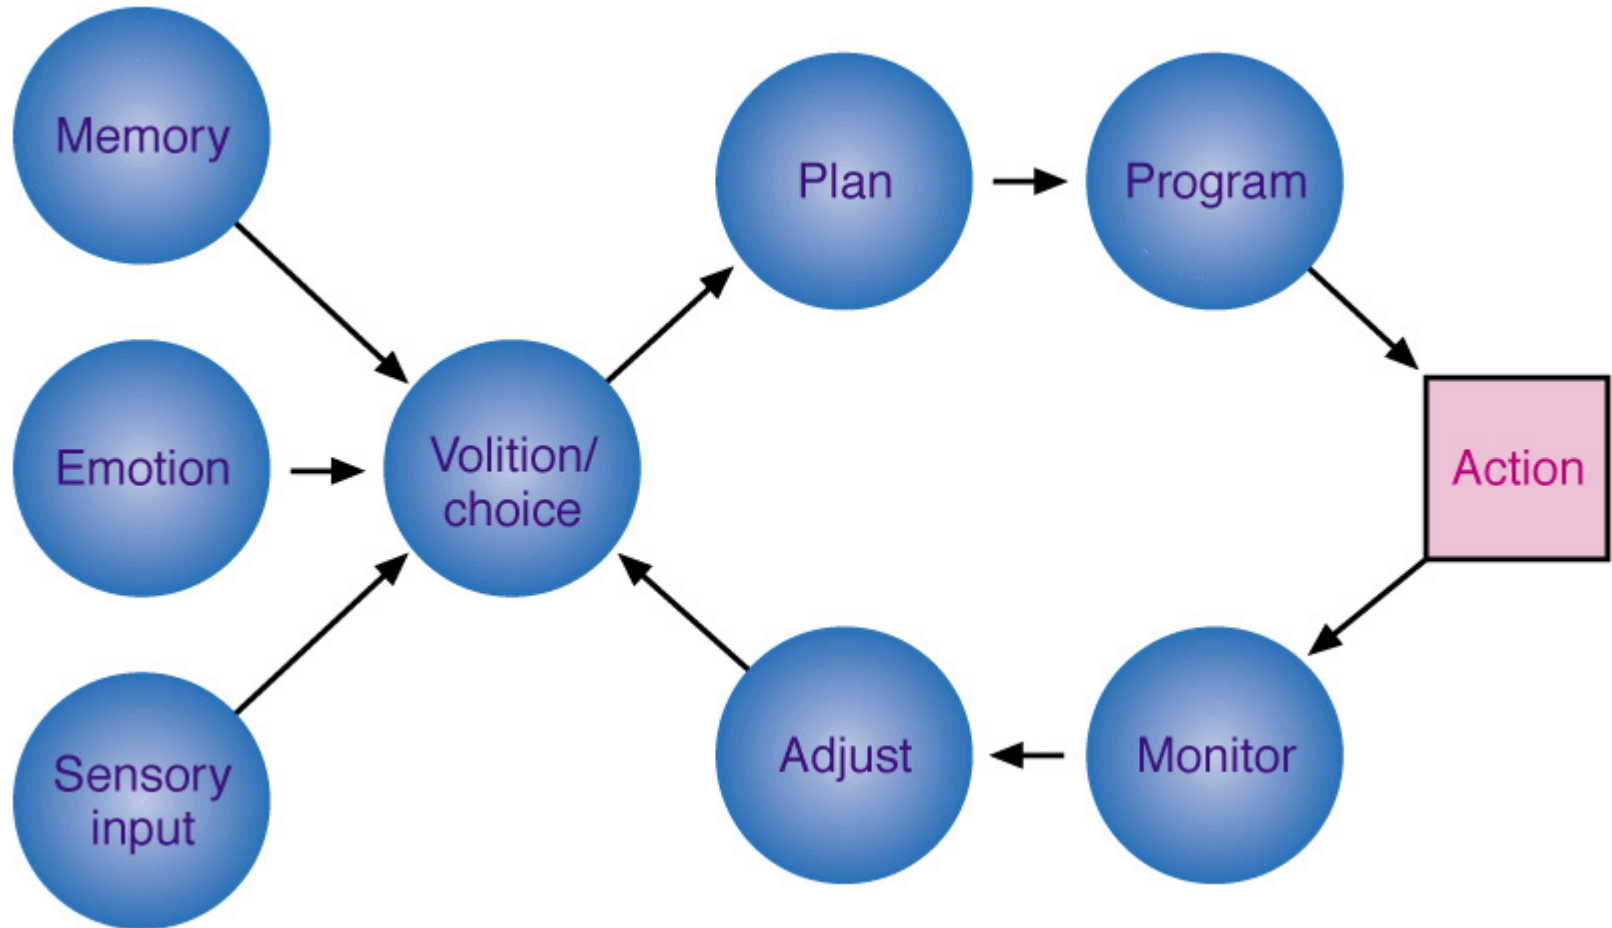 Memory
Emotion
Sensory
input
Volition/
choice
Plan
Program
Action
Monitor
Adjust